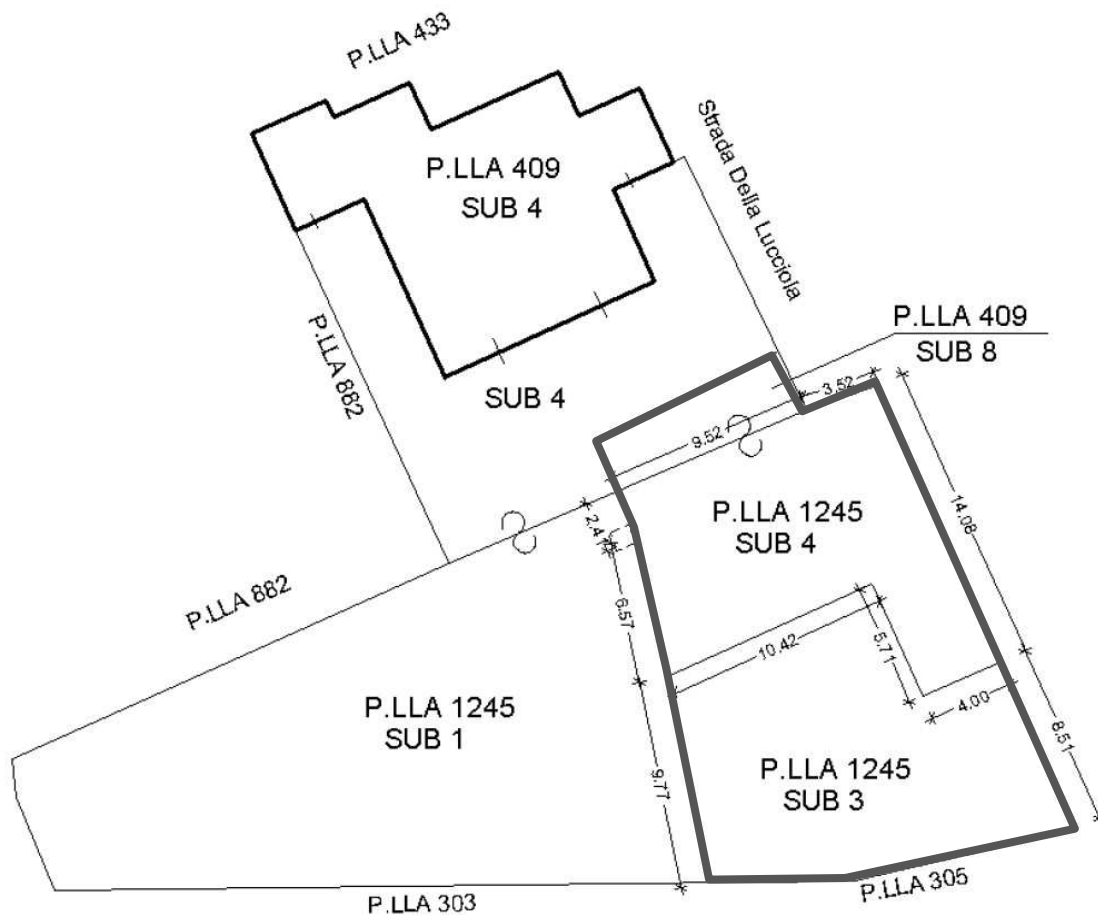 P.LLA 433
P.LLA 409
SUB 4
Strada Della Lucciola
P.LLA 882
SUB 4
P.LLA 409
SUB 8
3.52
9.52
P.LLA 1245
SUB 4
14.08
2.41
P.LLA 882
6.57
10.42
5.71
4.00
P.LLA 1245
SUB 1
8.51
9.77
P.LLA 1245
SUB 3
P.LLA 303
P.LLA 305